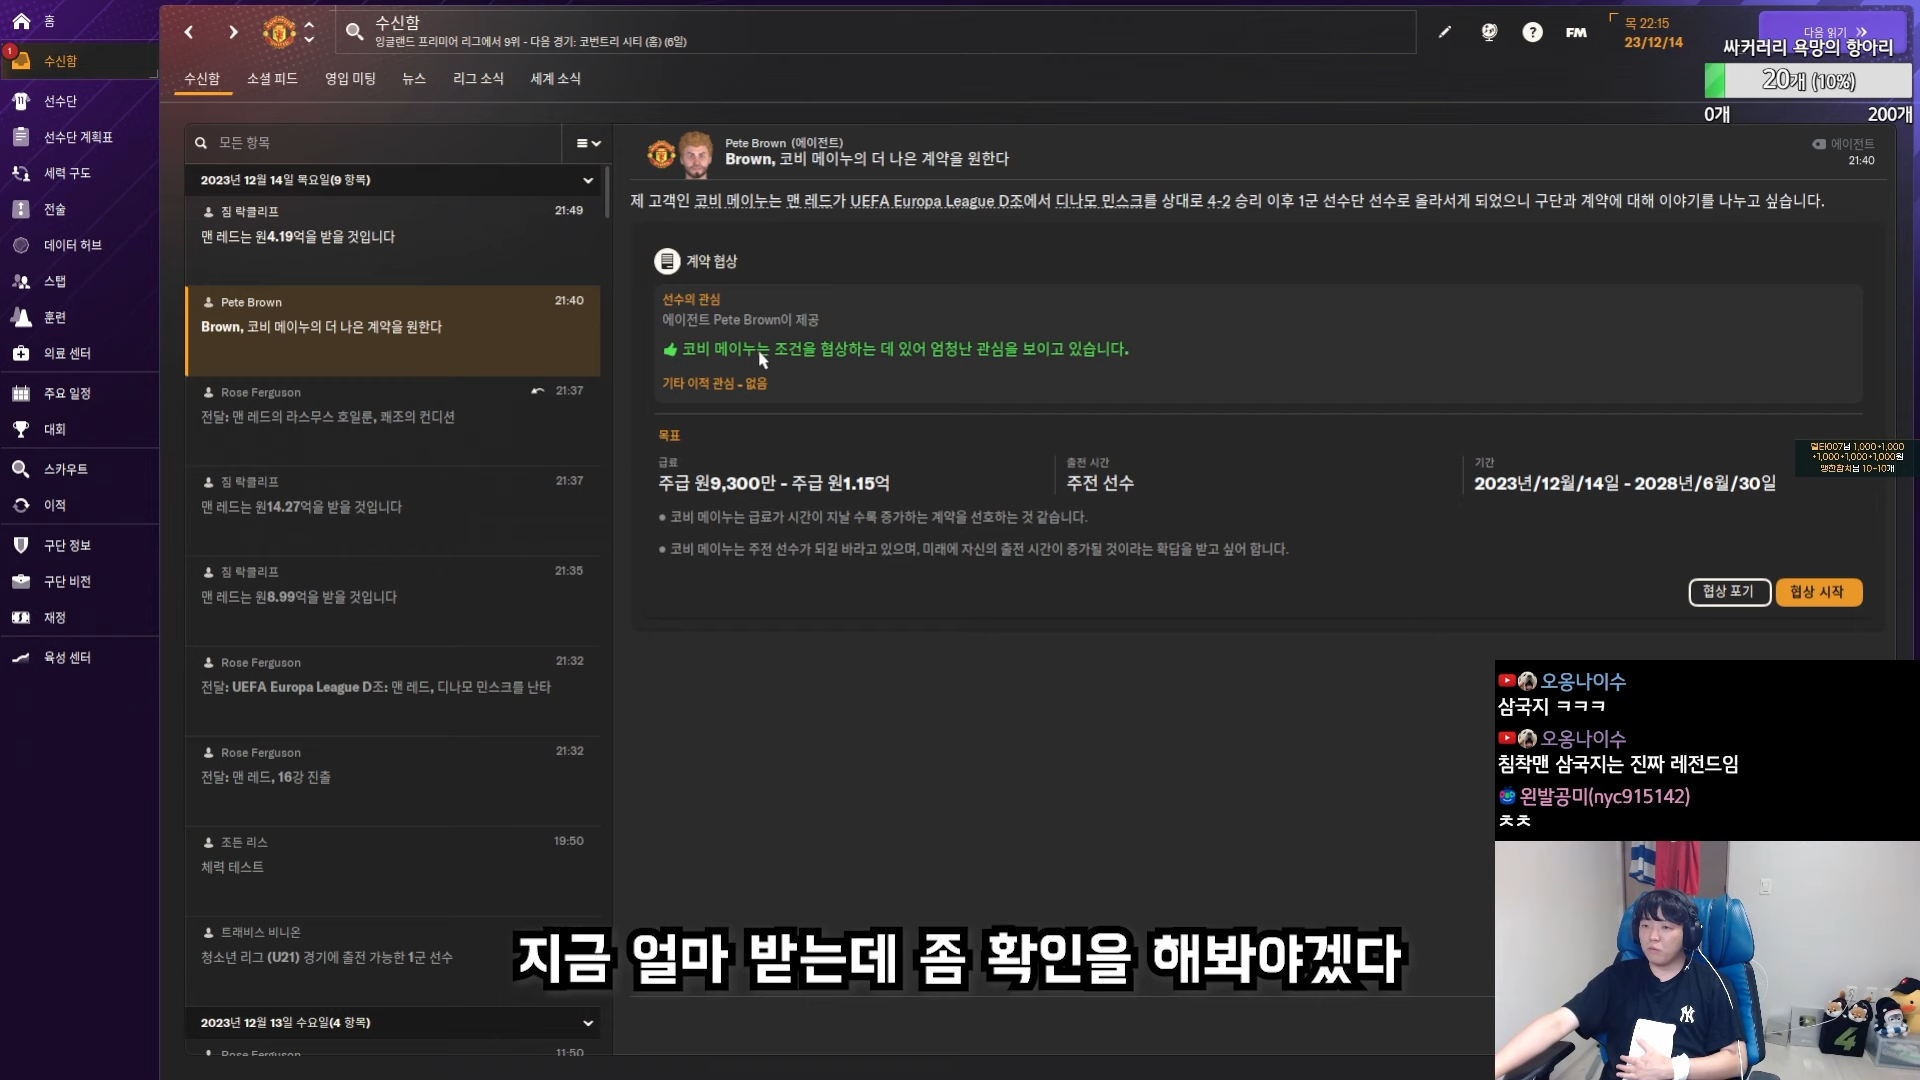 홈
1
수신함
선수단
선수단 계획표
세력 구도
전술
데이터 허브
스탭
훈련
의료 센터
주요 일정
대회
스카우트
이적
구단 정보
구단 비전
재정
육성 센터
수신함
잉글랜드 프리미어 리그에서 9위 - 다음 경기: 코번트리 시티 (홈) (6일)
FM
목 22:15
23/12/14
다음 읽기
싸커러리 욕망의 항아리
20개 (10%)
0개 200개
수신함 소셜 피드 영입 미팅 뉴스 리그 소식 세계 소식
모든 항목
2023년 12월 14일 목요일(9 항목)
짐 락클리프 21:49
맨 레드는 원4.19억을 받을 것입니다
Pete Brown 21:40
Brown, 코비 메이누의 더 나은 계약을 원한다
Rose Ferguson 21:37
전달: 맨 레드의 라스무스 호일룬, 쾌조의 컨디션
짐 락클리프 21:37
맨 레드는 원14.27억을 받을 것입니다
짐 락클리프 21:35
맨 레드는 원8.99억을 받을 것입니다
Rose Ferguson 21:32
전달: UEFA Europa League D조: 맨 레드, 디나모 민스크를 난타
Rose Ferguson 21:32
전달: 맨 레드, 16강 진출
조든 리스 19:50
체력 테스트
트래비스 비니온
청소년 리그 (U21) 경기에 출전 가능한 1군 선수
2023년 12월 13일 수요일(4 항목)
Rose Ferguson 11:50
Pete Brown (에이전트)
Brown, 코비 메이누의 더 나은 계약을 원한다
에이전트
21:40
제 고객인 코비 메이누는 맨 레드가 UEFA Europa League D조에서 디나모 민스크를 상대로 4-2 승리 이후 1군 선수단 선수로 올라서게 되었으니 구단과 계약에 대해 이야기를 나누고 싶습니다.
계약 협상
선수의 관심
에이전트 Pete Brown이 제공
코비 메이누는 조건을 협상하는 데 있어 엄청난 관심을 보이고 있습니다.
기타 이적 관심 - 없음
목표
급료
주급 원9,300만 - 주급 원1.15억
출전 시간
주전 선수
기간
2023년/12월/14일 - 2028년/6월/30일
● 코비 메이누는 급료가 시간이 지날 수록 증가하는 계약을 선호하는 것 같습니다.
● 코비 메이누는 주전 선수가 되길 바라고 있으며, 미래에 자신의 출전 시간이 증가될 것이라는 확답을 받고 싶어 합니다.
협상 포기 협상 시작
1,000+1,000
+1,000+1,000+1,000원
10-10개
오옹나이수
삼국지 ㅋㅋㅋ
오옹나이수
침착맨 삼국지는 진짜 레전드임
왼발공미(nyc915142)
ㅊㅊ
지금 얼마 받는데 좀 확인을 해봐야겠다
NY
4